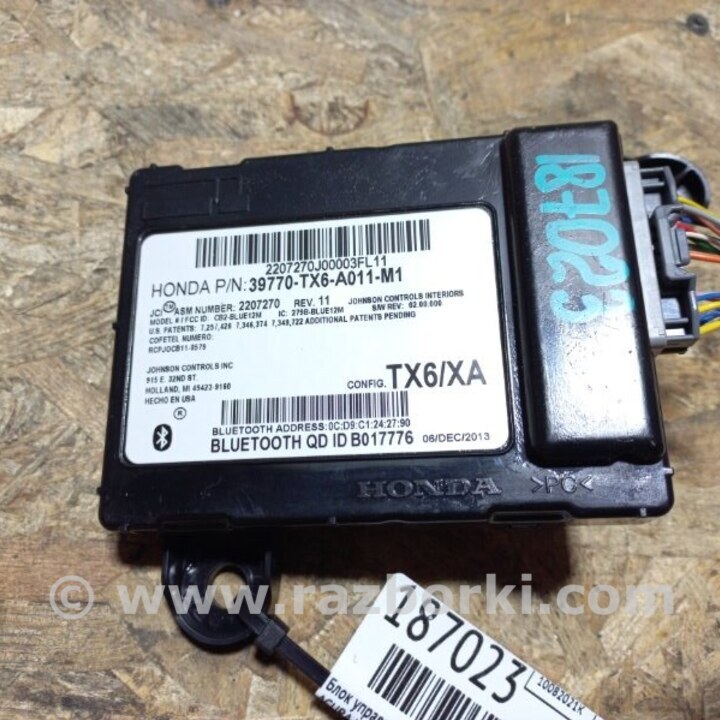 2207270J00003FL11
HONDA P/N: 39770-TX6-A011-M1
JCI ASM NUMBER: 2207270 REV. 11 JOHNSON CONTROLS INTERIORS
MODEL # / FCC ID: CB2-BLUE12M IC: 279B-BLUE12M S/W REV: 02.00.000
U.S. PATENTS: 7,257,426 7,346,374 7,349,722 ADDITIONAL PATENTS PENDING
COFETEL NUMERO:
RCPJOCB11-0579
JOHNSON CONTROLS INC
915 E. 32ND ST.
HOLLAND, MI 49423-9160
HECHO EN USA
CONFIG. TX6/XA
BLUETOOTH ADDRESS:0C:D9:C1:24:27:90
BLUETOOTH QD ID B017776 06/DEC/2013
HONDA >PC<
187023
© www.razborki.com
187023
10082021K
Блок управ